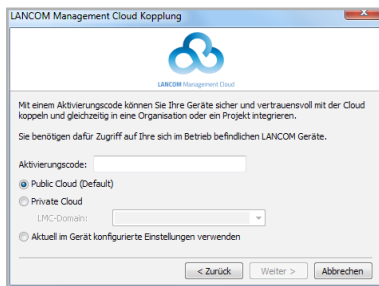 LANCOM Management Cloud Kopplung
LANCOM Management Cloud
Mit einem Aktivierungscode können Sie Ihre Geräte sicher und vertrauensvoll mit der Cloud
koppeln und gleichzeitig in eine Organisation oder ein Projekt integrieren.
Sie benötigen dafür Zugriff auf Ihre sich im Betrieb befindlichen LANCOM Geräte.
Aktivierungscode:
Public Cloud (Default)
Private Cloud
LMC-Domain:
Aktuell im Gerät konfigurierte Einstellungen verwenden
< Zurück Weiter > Abbrechen